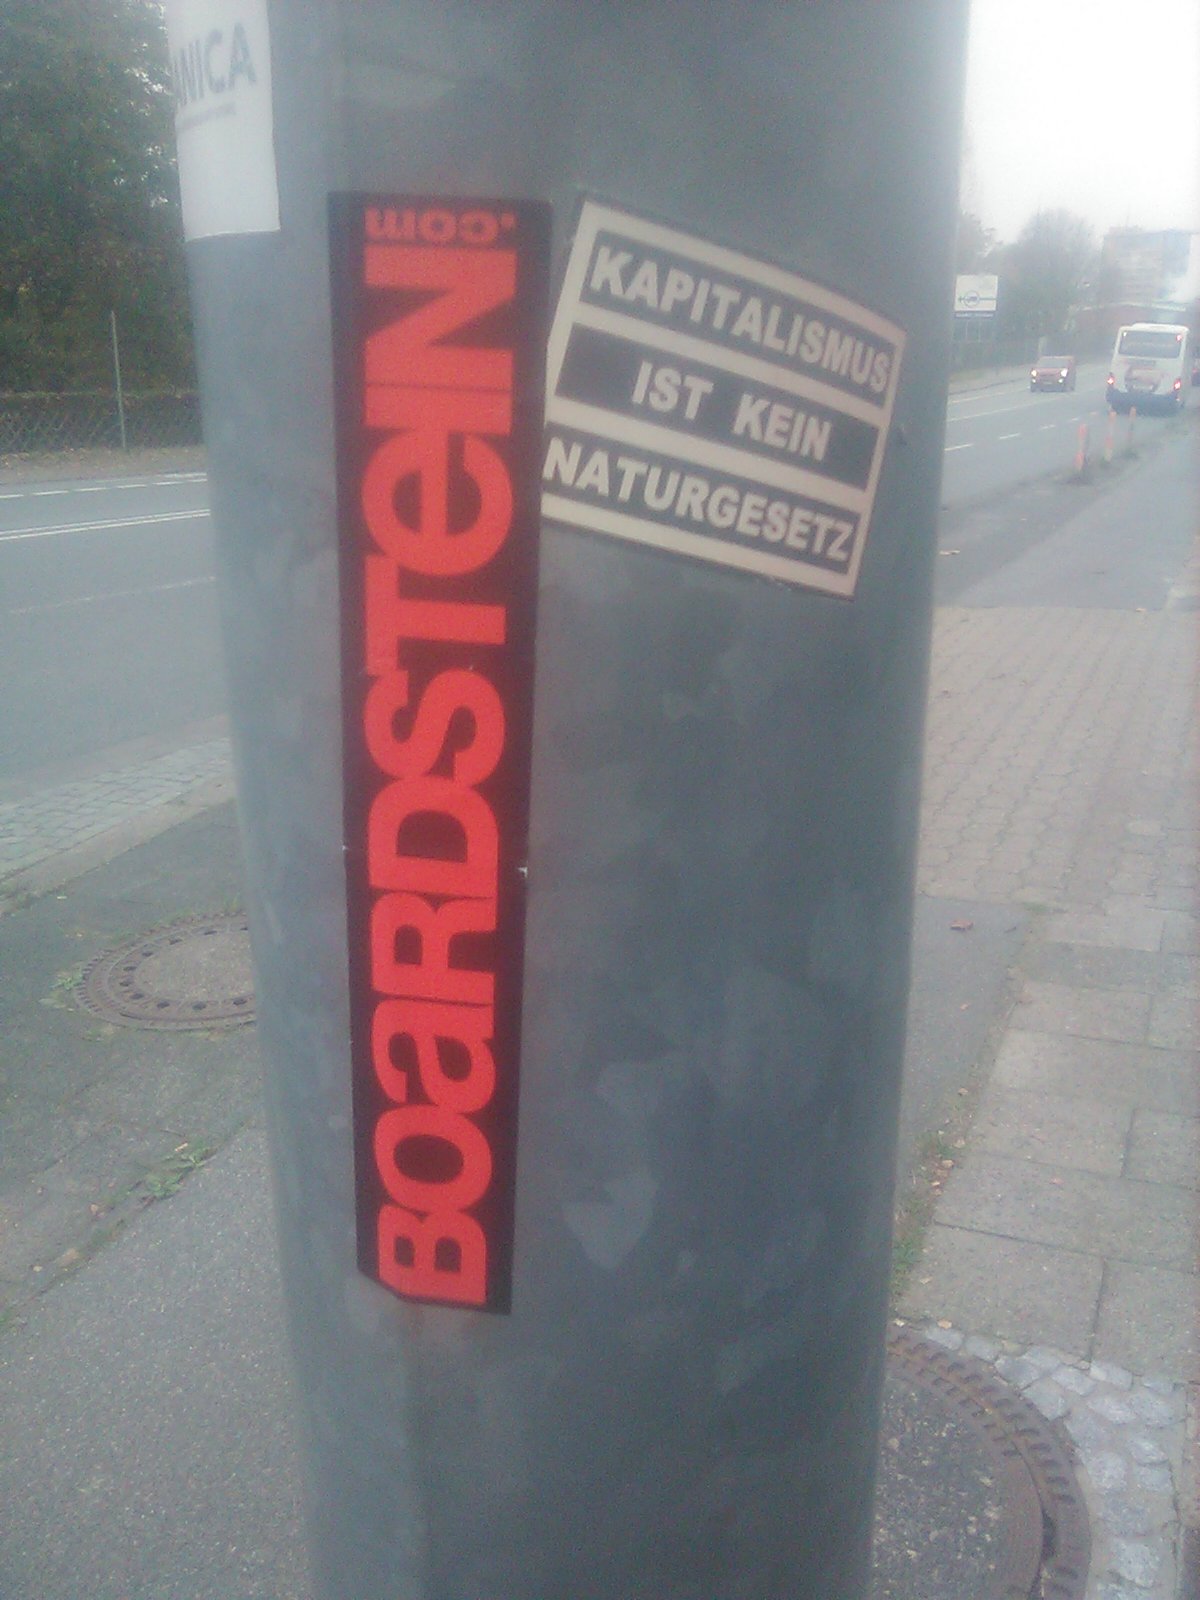 BOaRDSTeIN
.com
KAPITALISMUS
IST KEIN
NATURGESETZ